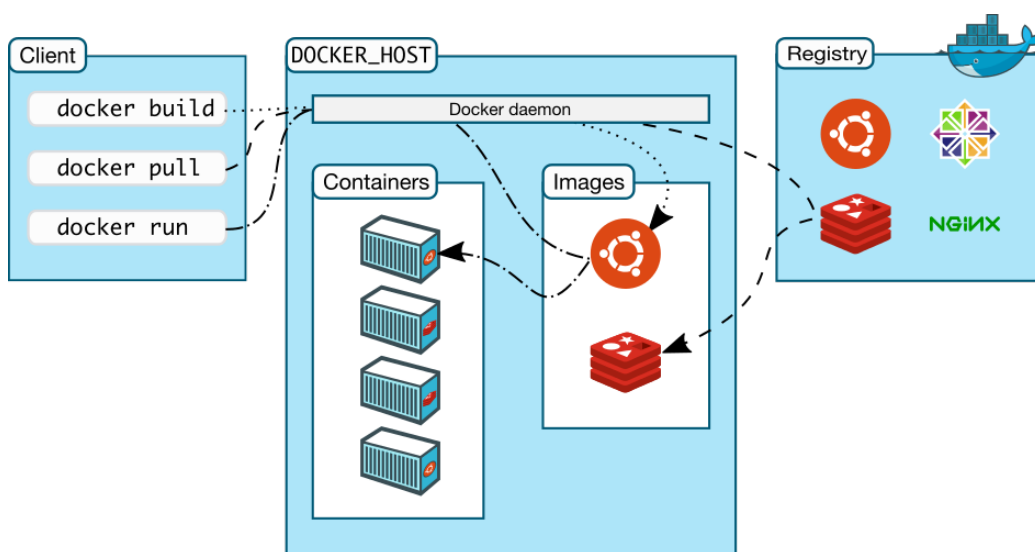 Client
docker build
docker pull
docker run
DOCKER_HOST
Docker daemon
Containers
Images
Registry
NGiNX